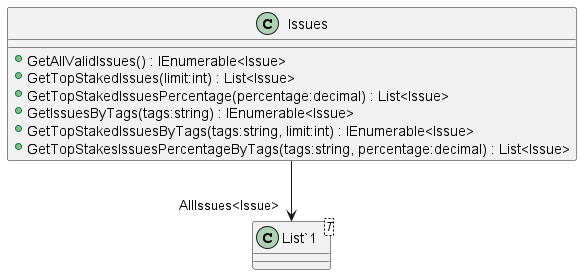 C Issues
GetAllValidIssues() : IEnumerable<Issue>
GetTopStakedIssues(limit:int) : List<Issue>
GetTopStakedIssuesPercentage(percentage:decimal) : List<Issue>
GetIssuesByTags(tags:string) : IEnumerable<Issue>
GetTopStakedIssuesByTags(tags:string, limit:int) : IEnumerable<Issue>
GetTopStakesIssuesPercentageByTags(tags:string, percentage:decimal) : List<Issue>
AllIssues<Issue>
C List`1 T